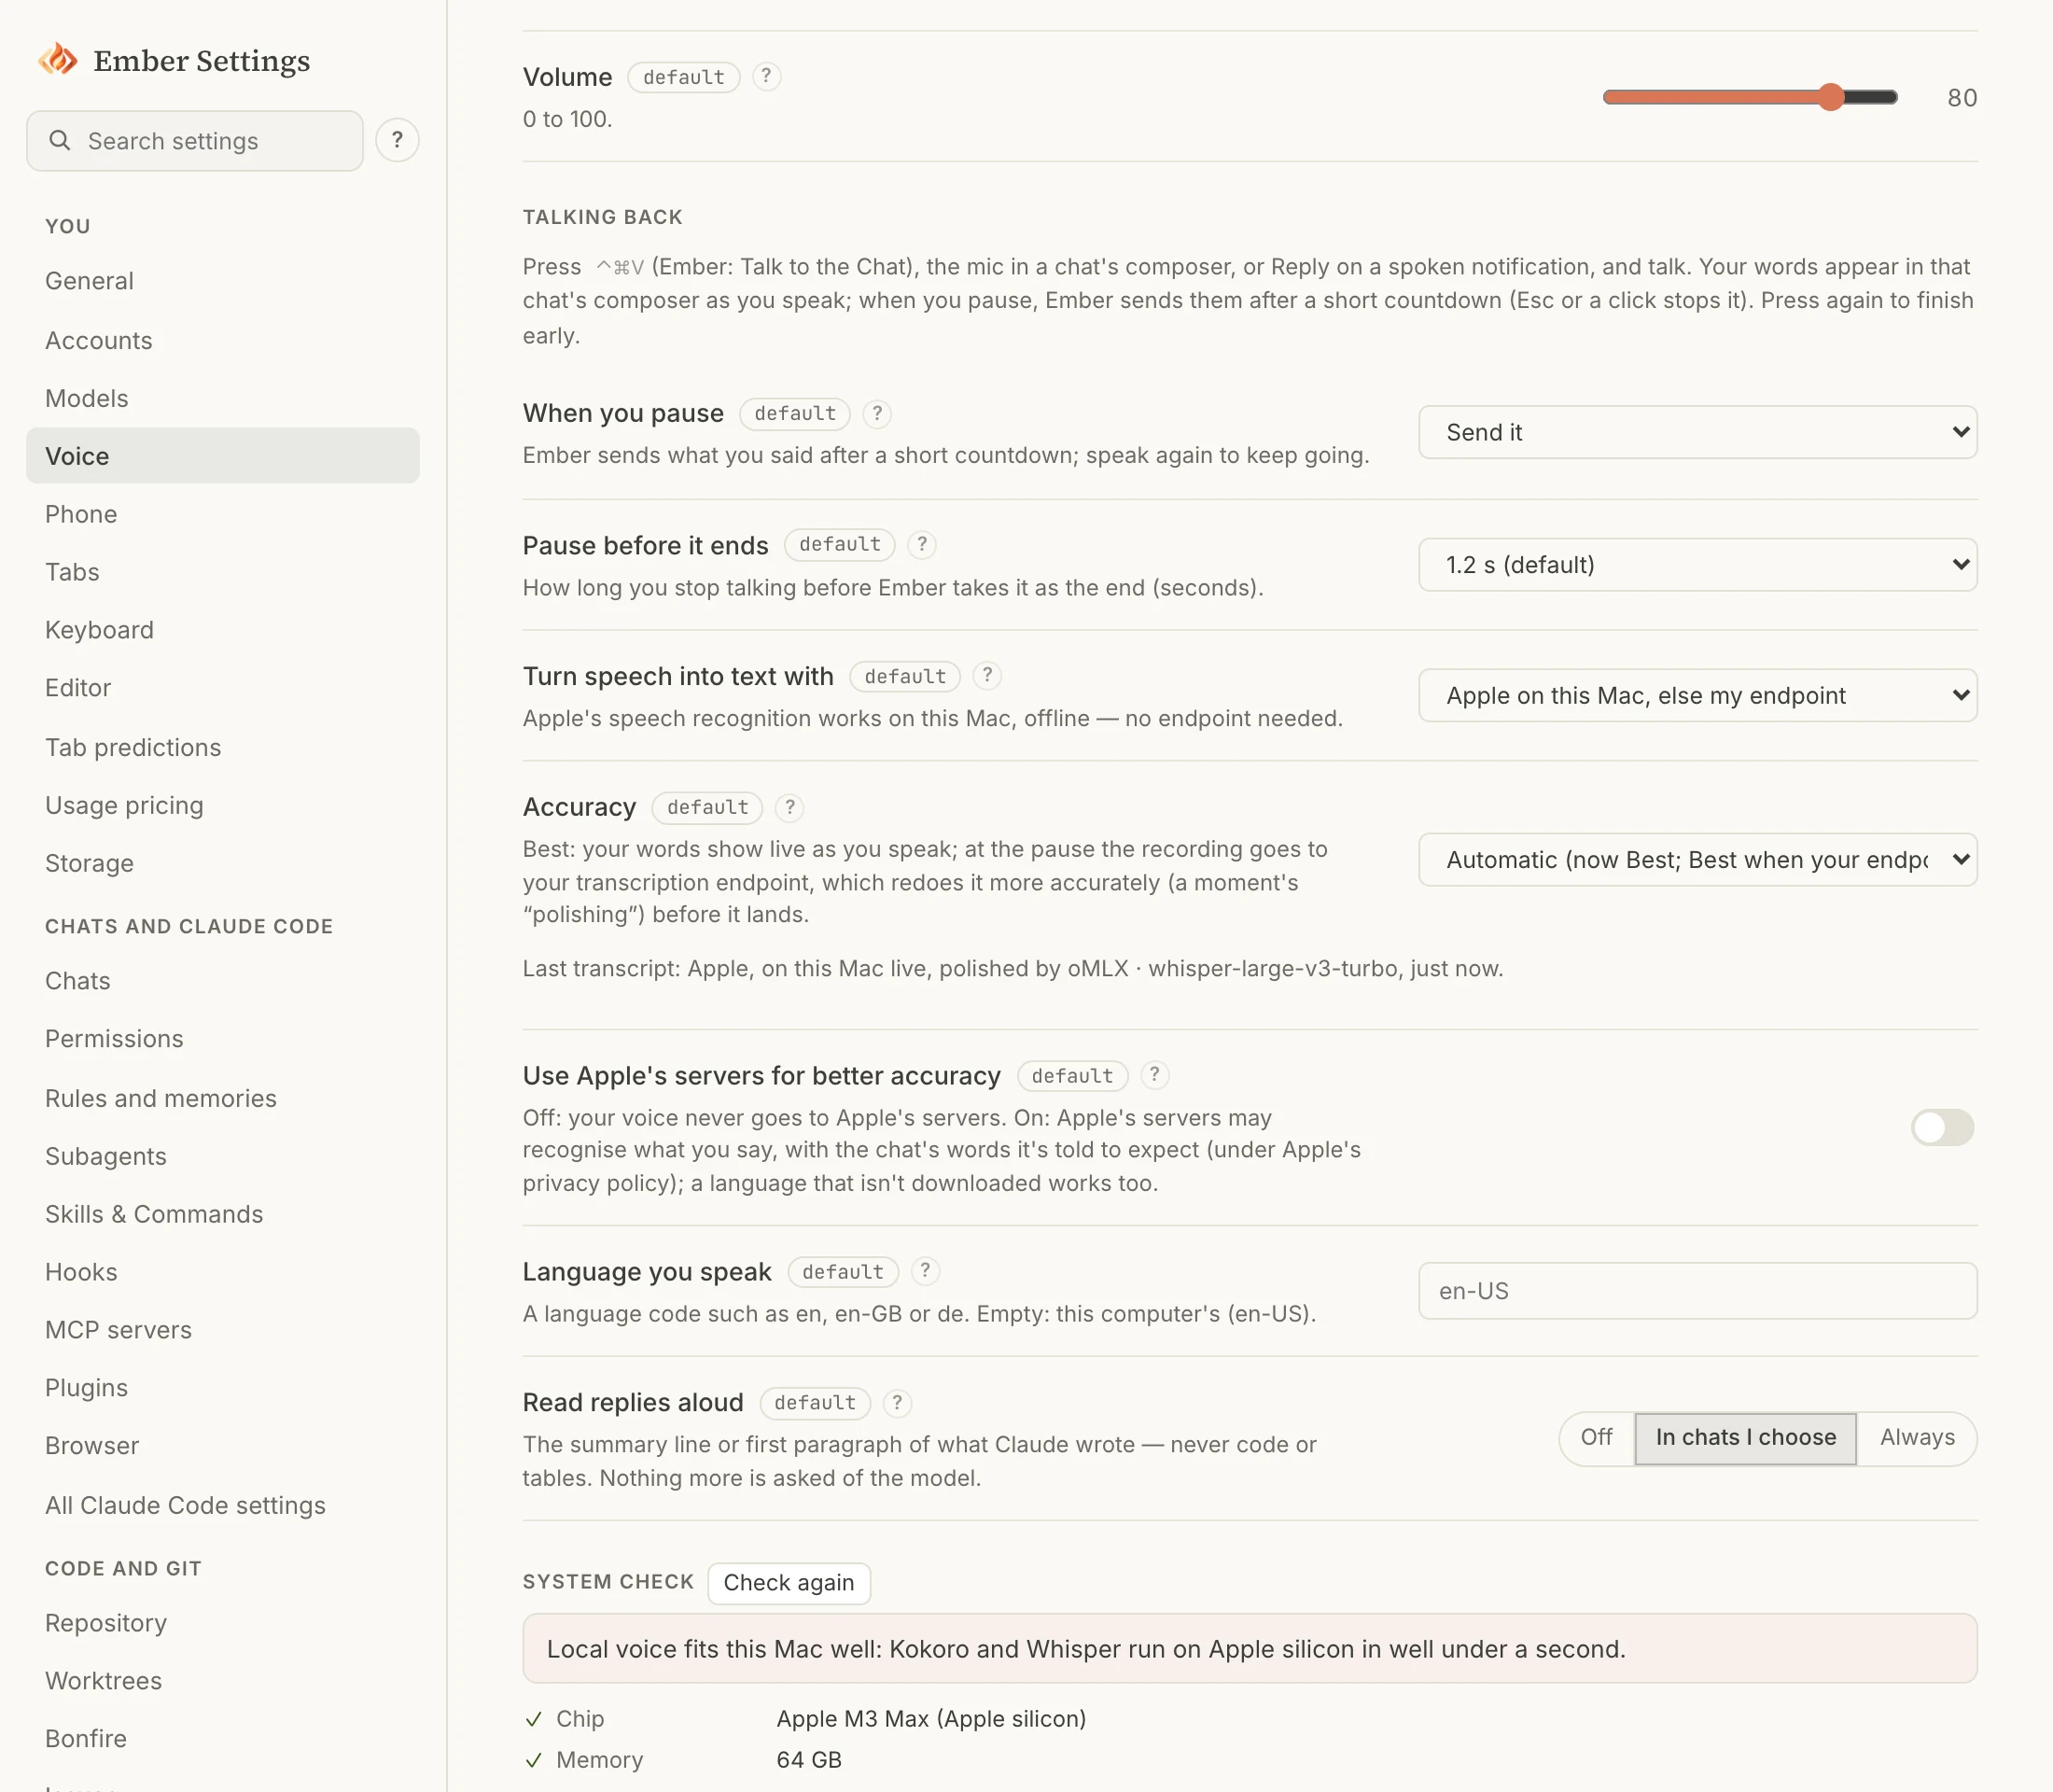 Ember Settings
Search settings
?
YOU
General
Accounts
Models
Voice
Phone
Tabs
Keyboard
Editor
Tab predictions
Usage pricing
Storage
CHATS AND CLAUDE CODE
Chats
Permissions
Rules and memories
Subagents
Skills & Commands
Hooks
MCP servers
Plugins
Browser
All Claude Code settings
CODE AND GIT
Repository
Worktrees
Bonfire
Volume default ?
0 to 100.
80
TALKING BACK
Press ^⌘V (Ember: Talk to the Chat), the mic in a chat's composer, or Reply on a spoken notification, and talk. Your words appear in that
chat's composer as you speak; when you pause, Ember sends them after a short countdown (Esc or a click stops it). Press again to finish
early.
When you pause default ?
Ember sends what you said after a short countdown; speak again to keep going.
Send it
Pause before it ends default ?
How long you stop talking before Ember takes it as the end (seconds).
1.2 s (default)
Turn speech into text with default ?
Apple's speech recognition works on this Mac, offline — no endpoint needed.
Apple on this Mac, else my endpoint
Accuracy default ?
Best: your words show live as you speak; at the pause the recording goes to
your transcription endpoint, which redoes it more accurately (a moment's
“polishing”) before it lands.
Automatic (now Best; Best when your
Last transcript: Apple, on this Mac live, polished by oMLX · whisper-large-v3-turbo, just now.
Use Apple's servers for better accuracy default ?
Off: your voice never goes to Apple's servers. On: Apple's servers may
recognise what you say, with the chat's words it's told to expect (under Apple's
privacy policy); a language that isn't downloaded works too.
Language you speak default ?
A language code such as en, en-GB or de. Empty: this computer's (en-US).
en-US
Read replies aloud default ?
The summary line or first paragraph of what Claude wrote — never code or
tables. Nothing more is asked of the model.
Off In chats I choose Always
SYSTEM CHECK Check again
Local voice fits this Mac well: Kokoro and Whisper run on Apple silicon in well under a second.
Chip Apple M3 Max (Apple silicon)
Memory 64 GB